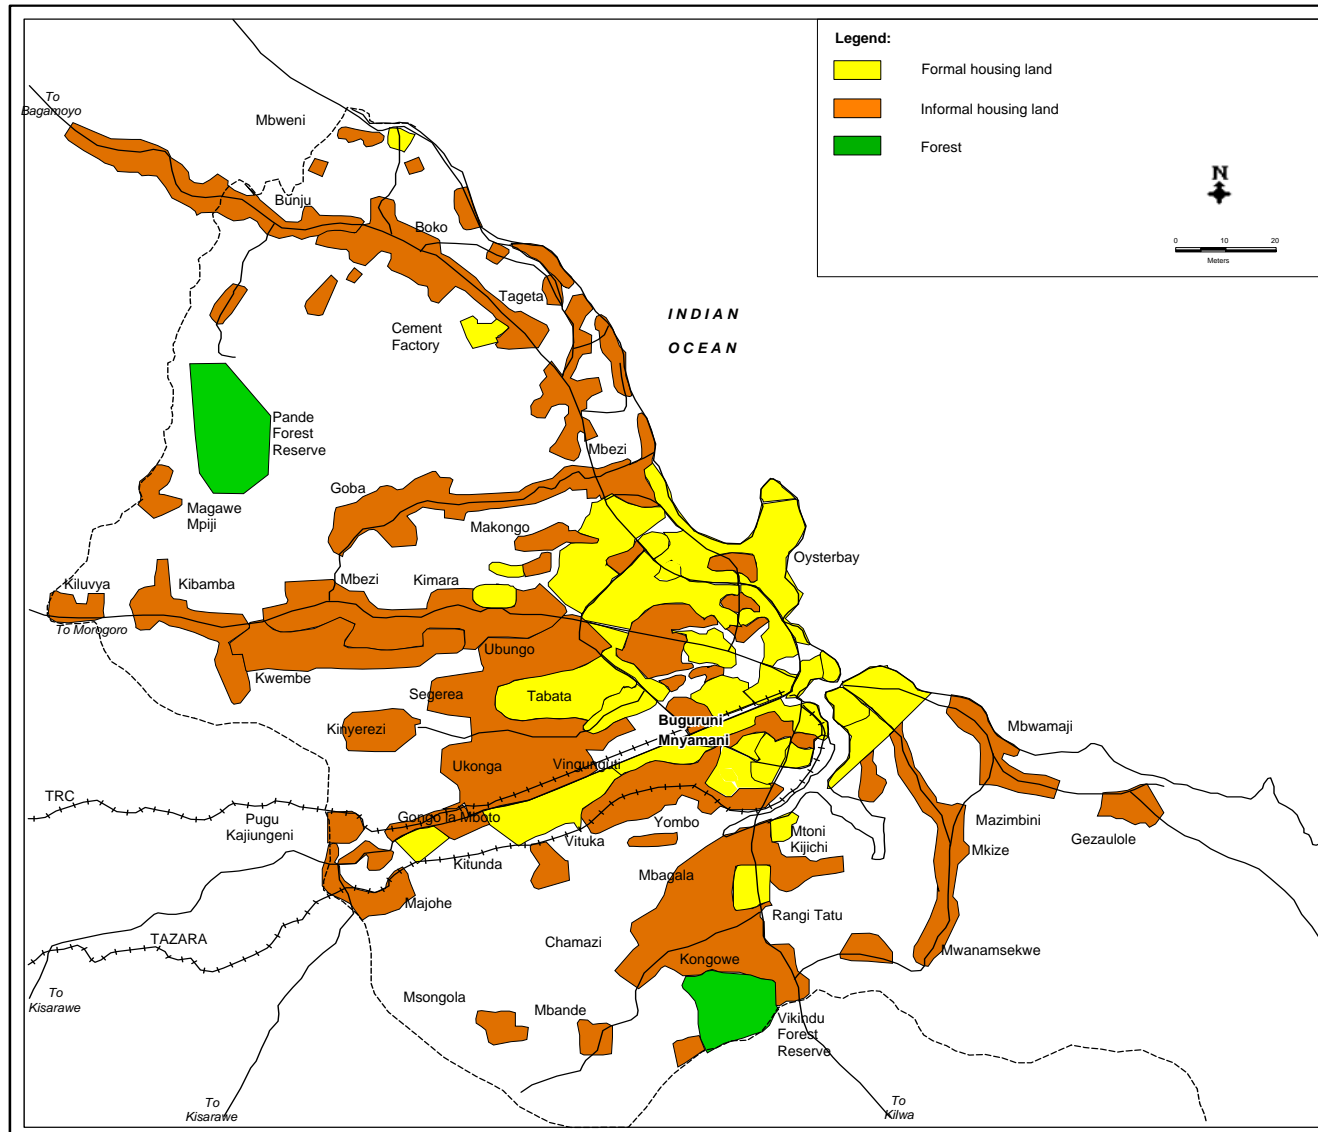 Legend:
Formal housing land
Informal housing land
Forest
N
0 10 20
Meters
To
Bagamoyo
Mbweni
Bunju
Boko
Tageta
INDIAN
OCEAN
Cement
Factory
Pande
Forest
Reserve
Mbezi
Goba
Magawe
Mpiji
Makongo
Oysterbay
Kiluvya
Kibamba
Mbezi
Kimara
To Morogoro
Ubungo
Kwembe
Segerea
Tabata
Kinyerezi
Buguruni
Mnyamani
Mbwamaji
Ukonga
Vingunguti
TRC
Pugu
Kajiungeni
Gongo la Mboto
Yombo
Mtoni
Kijichi
Mazimbini
Gezaulole
Vituka
Kitunda
Mkize
Mbagala
Majohe
Rangi Tatu
TAZARA
Chamazi
Kongowe
Mwanamsekwe
To
Kisarawe
Msongola
Mbande
Vikindu
Forest
Reserve
To
Kisarawe
To
Kilwa